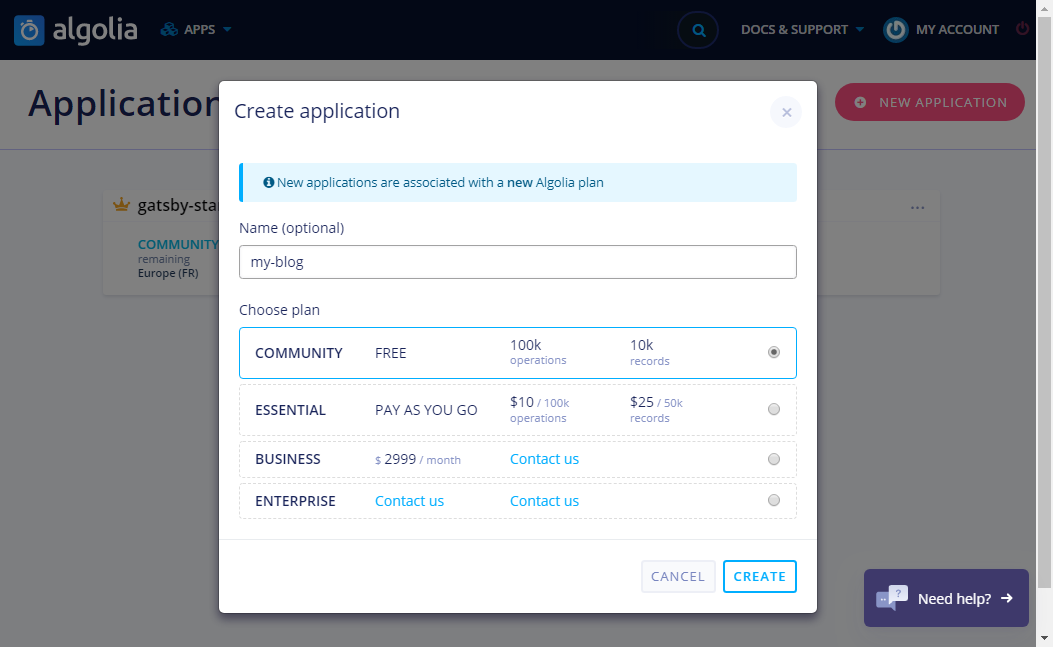 algolia APPS DOCS & SUPPORT MY ACCOUNT
Application
NEW APPLICATION
Create application
New applications are associated with a new Algolia plan
gatsby-sta
Name (optional)
COMMUNITY
remaining
Europe (FR)
my-blog
Choose plan
COMMUNITY FREE 100k operations 10k records
ESSENTIAL PAY AS YOU GO $10 / 100k operations $25 / 50k records
BUSINESS $ 2999 / month Contact us
ENTERPRISE Contact us Contact us
CANCEL CREATE
Need help?